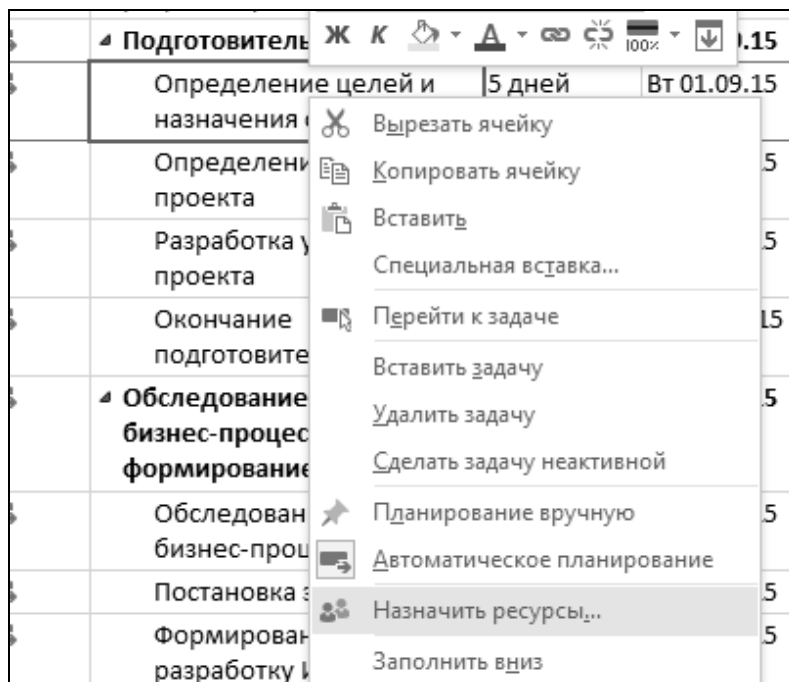 Подготовитель Ж К А 100% .15
Определение целей и 5 дней Вт 01.09.15
назначения
Вырезать ячейку
Определени 5
Копировать ячейку
проекта
Вставить
Разработка 5
Специальная вставка...
проекта
Окончание Перейти к задаче 15
подготовите
Вставить задачу
Обследование 5
Удалить задачу
бизнес-процес
Сделать задачу неактивной
формирование
Обследован Планирование вручную 5
бизнес-проц
Автоматическое планирование
Постановка 5
Назначить ресурсы...
Формирован 5
Заполнить вниз
разработку